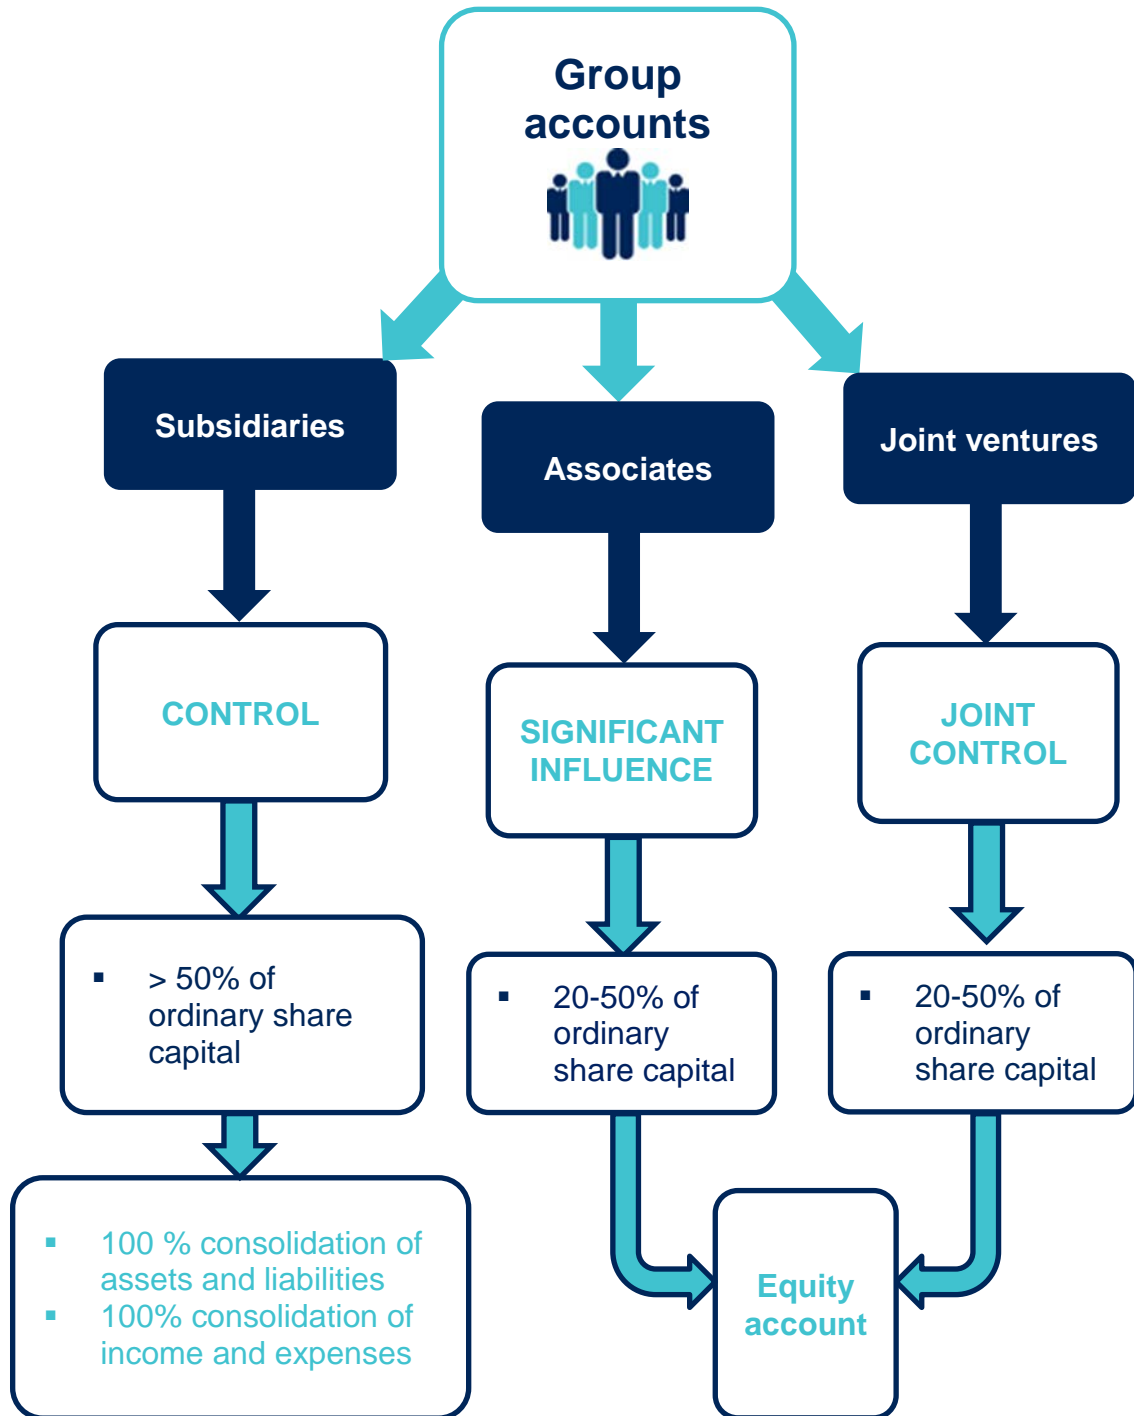 Group
accounts
Subsidiaries
Associates
Joint ventures
CONTROL
SIGNIFICANT
INFLUENCE
JOINT
CONTROL
▪ > 50% of
ordinary share
capital
▪ 20-50% of
ordinary
share capital
▪ 20-50% of
ordinary
share capital
▪ 100 % consolidation of
assets and liabilities
▪ 100% consolidation of
income and expenses
Equity
account